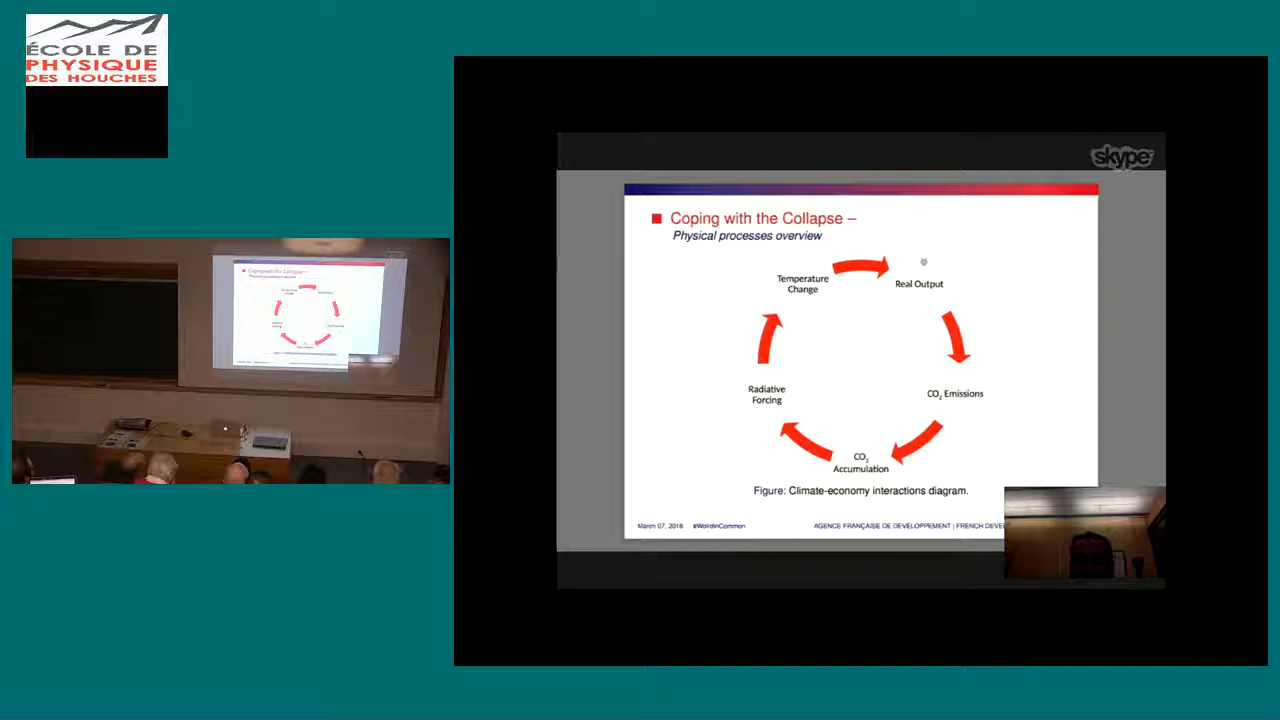 ÉCOLE DE
PHYSIQUE
DES HOUCHES
skype
Coping with the Collapse –
Physical processes overview
Temperature
Change
Real Output
Radiative
Forcing
CO₂ Emissions
CO₂
Accumulation
Figure: Climate-economy interactions diagram.
March 07, 2018 #WorldInCommon AGENCE FRANÇAISE DE DÉVELOPPEMENT | FRENCH DEVE